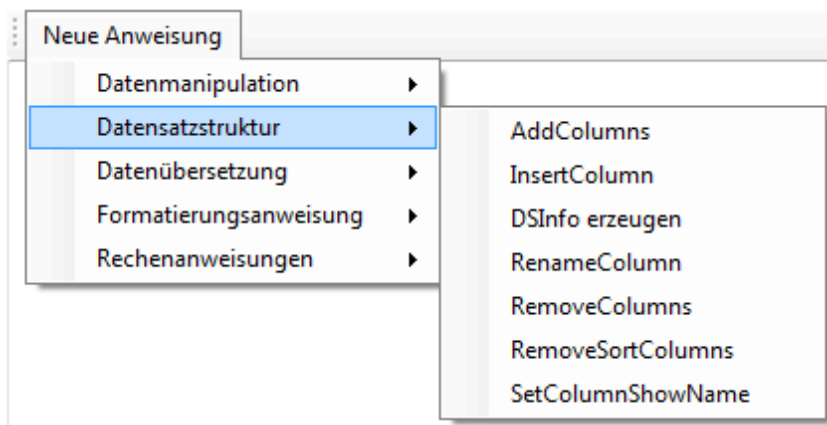 Neue Anweisung
Datenmanipulation
Datensatzstruktur
Datenübersetzung
Formatierungsanweisung
Rechenanweisungen
AddColumns
InsertColumn
DSInfo erzeugen
RenameColumn
RemoveColumns
RemoveSortColumns
SetColumnShowName